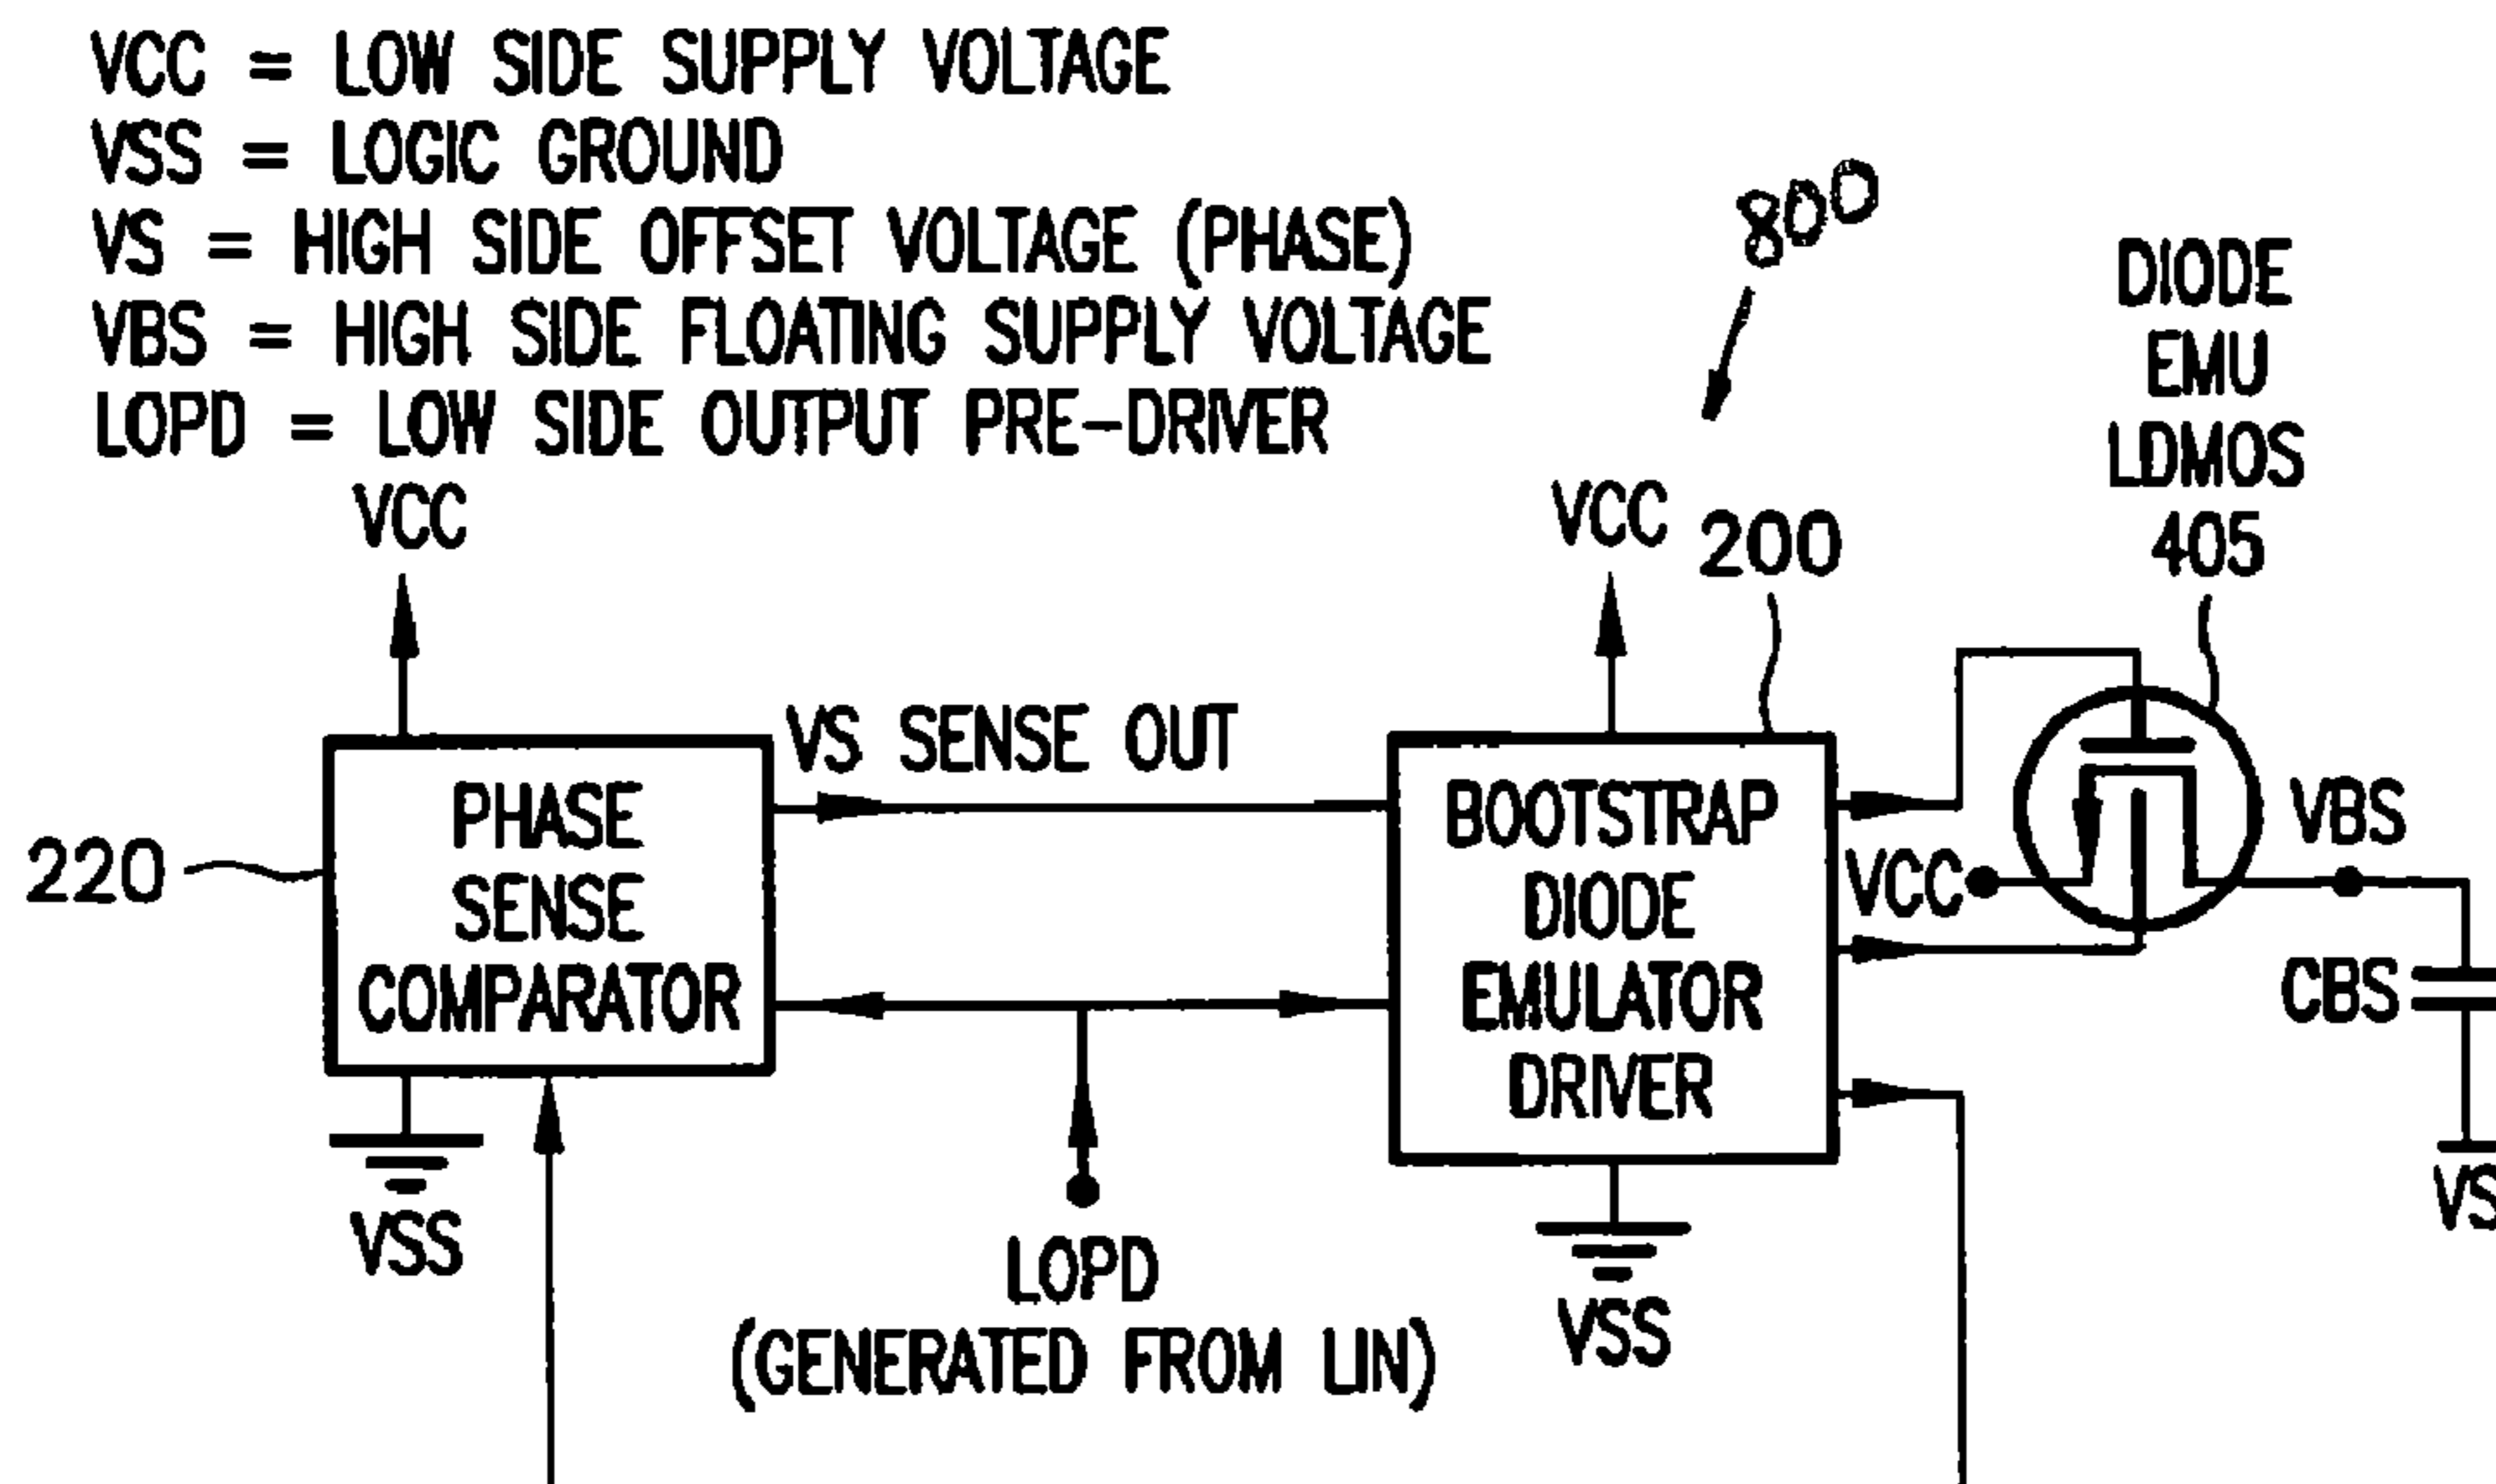 VCC = LOW SIDE SUPPLY VOLTAGE
VSS = LOGIC GROUND
VS = HIGH SIDE OFFSET VOLTAGE (PHASE)
VBS = HIGH SIDE FLOATING SUPPLY VOLTAGE
LOPD = LOW SIDE OUTPUT PRE-DRIVER
800
DIODE
EMU
LDMOS
405
VCC
VCC
200
VS SENSE OUT
PHASE
SENSE
COMPARATOR
220
BOOTSTRAP
DIODE
EMULATOR
DRIVER
VCC
VBS
CBS
VS
VSS
LOPD
(GENERATED FROM LIN)
VSS